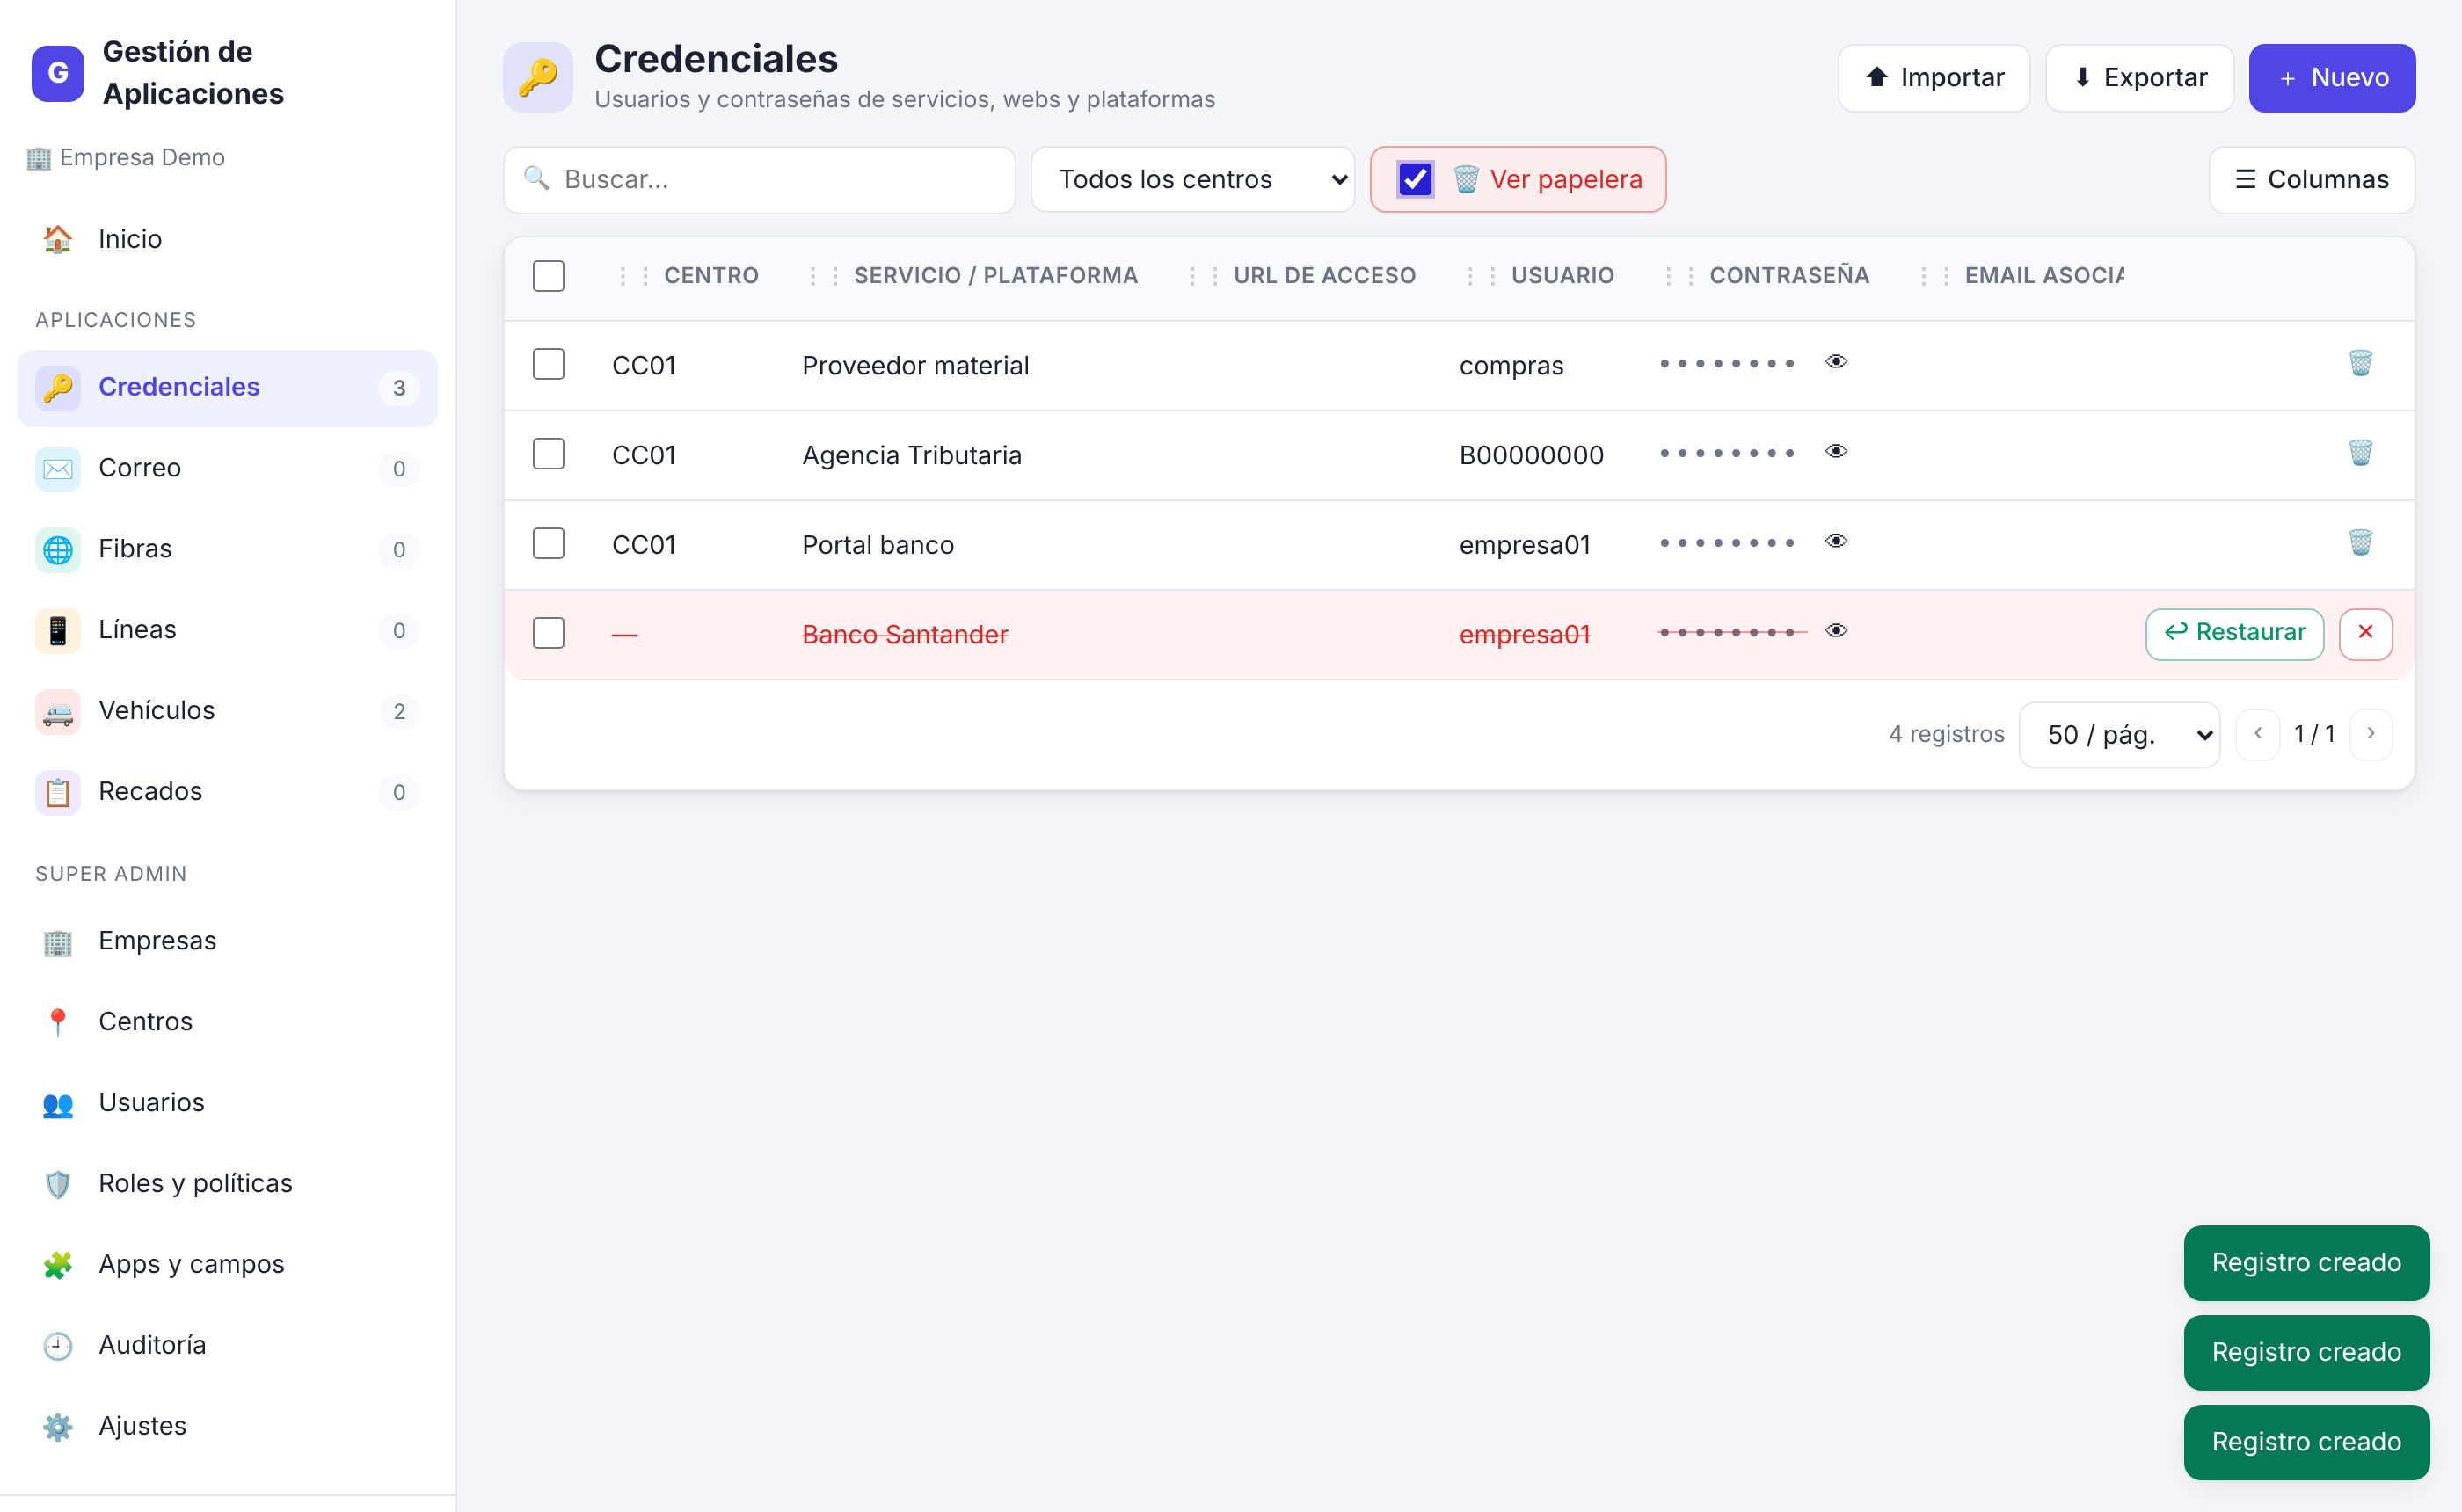 G
Gestión de
Aplicaciones
Empresa Demo
Inicio
APLICACIONES
Credenciales 3
Correo 0
Fibras 0
Líneas 0
Vehículos 2
Recados 0
SUPER ADMIN
Empresas
Centros
Usuarios
Roles y políticas
Apps y campos
Auditoría
Ajustes
Credenciales
Usuarios y contraseñas de servicios, webs y plataformas
Importar
Exportar
+ Nuevo
Buscar...
Todos los centros
Ver papelera
Columnas
CENTRO SERVICIO / PLATAFORMA URL DE ACCESO USUARIO CONTRASEÑA EMAIL ASOCIA
CC01 Proveedor material compras ••••••••
CC01 Agencia Tributaria B00000000 ••••••••
CC01 Portal banco empresa01 ••••••••
— Banco Santander empresa01 •••••••• Restaurar ✕
4 registros 50 / pág. ‹ 1 / 1 ›
Registro creado
Registro creado
Registro creado